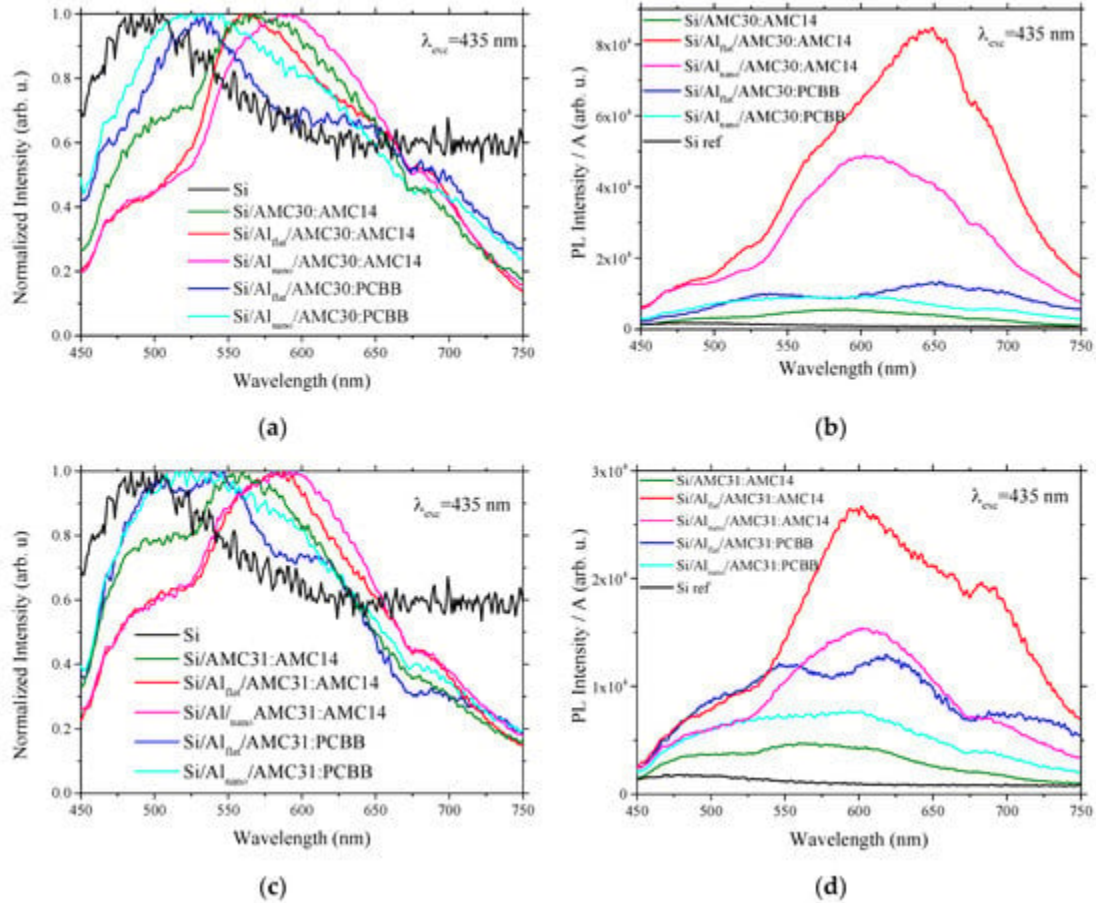 (a)
Normalized Intensity (arb. u.)
1.0
0.8
0.6
0.4
0.2
0.0
λexc=435 nm
Si
Si/AMC30:AMC14
Si/Alflat/AMC30:AMC14
Si/Alnano/AMC30:AMC14
Si/Alflat/AMC30:PCBB
Si/Alnano/AMC30:PCBB
450 500 550 600 650 700 750
Wavelength (nm)
(b)
PL Intensity / A (arb. u.)
Si/AMC30:AMC14
Si/Alflat/AMC30:AMC14
Si/Alnano/AMC30:AMC14
Si/Alflat/AMC30:PCBB
Si/Alnano/AMC30:PCBB
Si ref
λexc=435 nm
0
450 500 550 600 650 700 750
Wavelength (nm)
(c)
Normalized Intensity (arb. u)
1.0
0.8
0.6
0.4
0.2
0.0
λexc=435 nm
Si
Si/AMC31:AMC14
Si/Alflat/AMC31:AMC14
Si/Al/nano AMC31:AMC14
Si/Alflat/AMC31:PCBB
Si/Alnano/AMC31:PCBB
450 500 550 600 650 700 750
Wavelength (nm)
(d)
PL Intensity / A (arb. u.)
Si/AMC31:AMC14
Si/Alflat/AMC31:AMC14
Si/Alnano/AMC31:AMC14
Si/Alflat/AMC31:PCBB
Si/Alnano/AMC31:PCBB
Si ref
λexc=435 nm
0
450 500 550 600 650 700 750
Wavelength (nm)